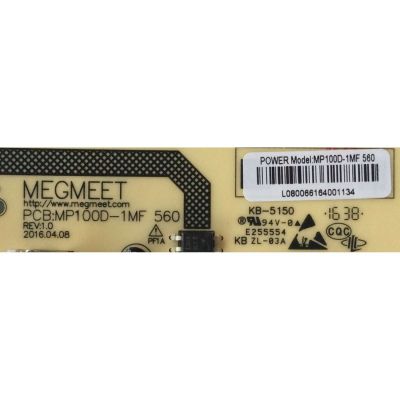 MEGMEET
http://www.megmeet.com
PCB:MP100D-1MF 560
REV:1.0
2016.04.08
PF1A
POWER Model:MP100D-1MF 560
L080066164001134
KB-5150
94V-0
E255554
KB ZL-03A
1638
CQC